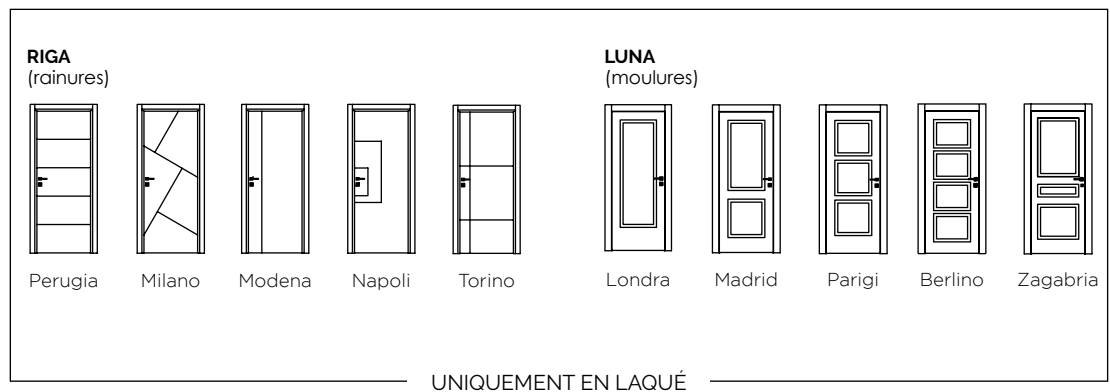 RIGA
(rainures)
LUNA
(moulures)
Perugia
Milano
Modena
Napoli
Torino
Londra
Madrid
Parigi
Berlino
Zagabria
UNIQUEMENT EN LAQUÉ